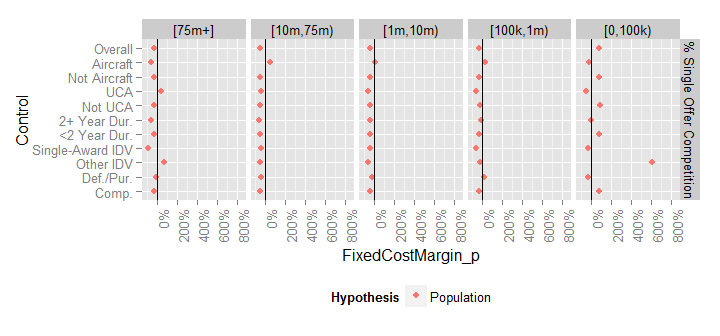 [75m+] [10m,75m) [1m,10m) [100k,1m) [0,100k)
Overall
Aircraft
Not Aircraft
UCA
Not UCA
2+ Year Dur.
<2 Year Dur.
Single-Award IDV
Other IDV
Def./Pur.
Comp.
Control
% Single Offer Competition
0% 200% 400% 600% 800% 0% 200% 400% 600% 800% 0% 200% 400% 600% 800% 0% 200% 400% 600% 800% 0% 200% 400% 600% 800%
FixedCostMargin_p
Hypothesis Population